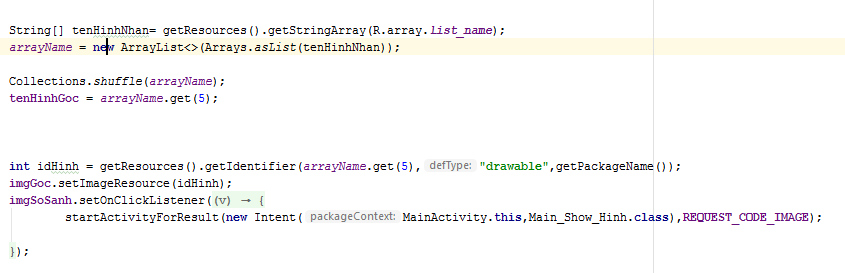 String[] tenHinhNhan= getResources().getStringArray(R.array.list_name);
arrayName = new ArrayList<>(Arrays.asList(tenHinhNhan));
Collections.shuffle(arrayName);
tenHinhGoc = arrayName.get(5);
int idHinh = getResources().getIdentifier(arrayName.get(5), defType: "drawable",getPackageName());
imgGoc.setImageResource(idHinh);
imgSoSanh.setOnClickListener((v) → {
startActivityForResult(new Intent( packageContext: MainActivity.this,Main_Show_Hinh.class),REQUEST_CODE_IMAGE);
});